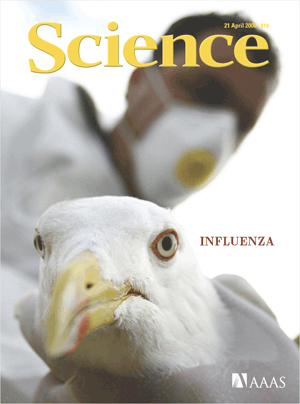 21 April 2006
Science
INFLUENZA
AAAS